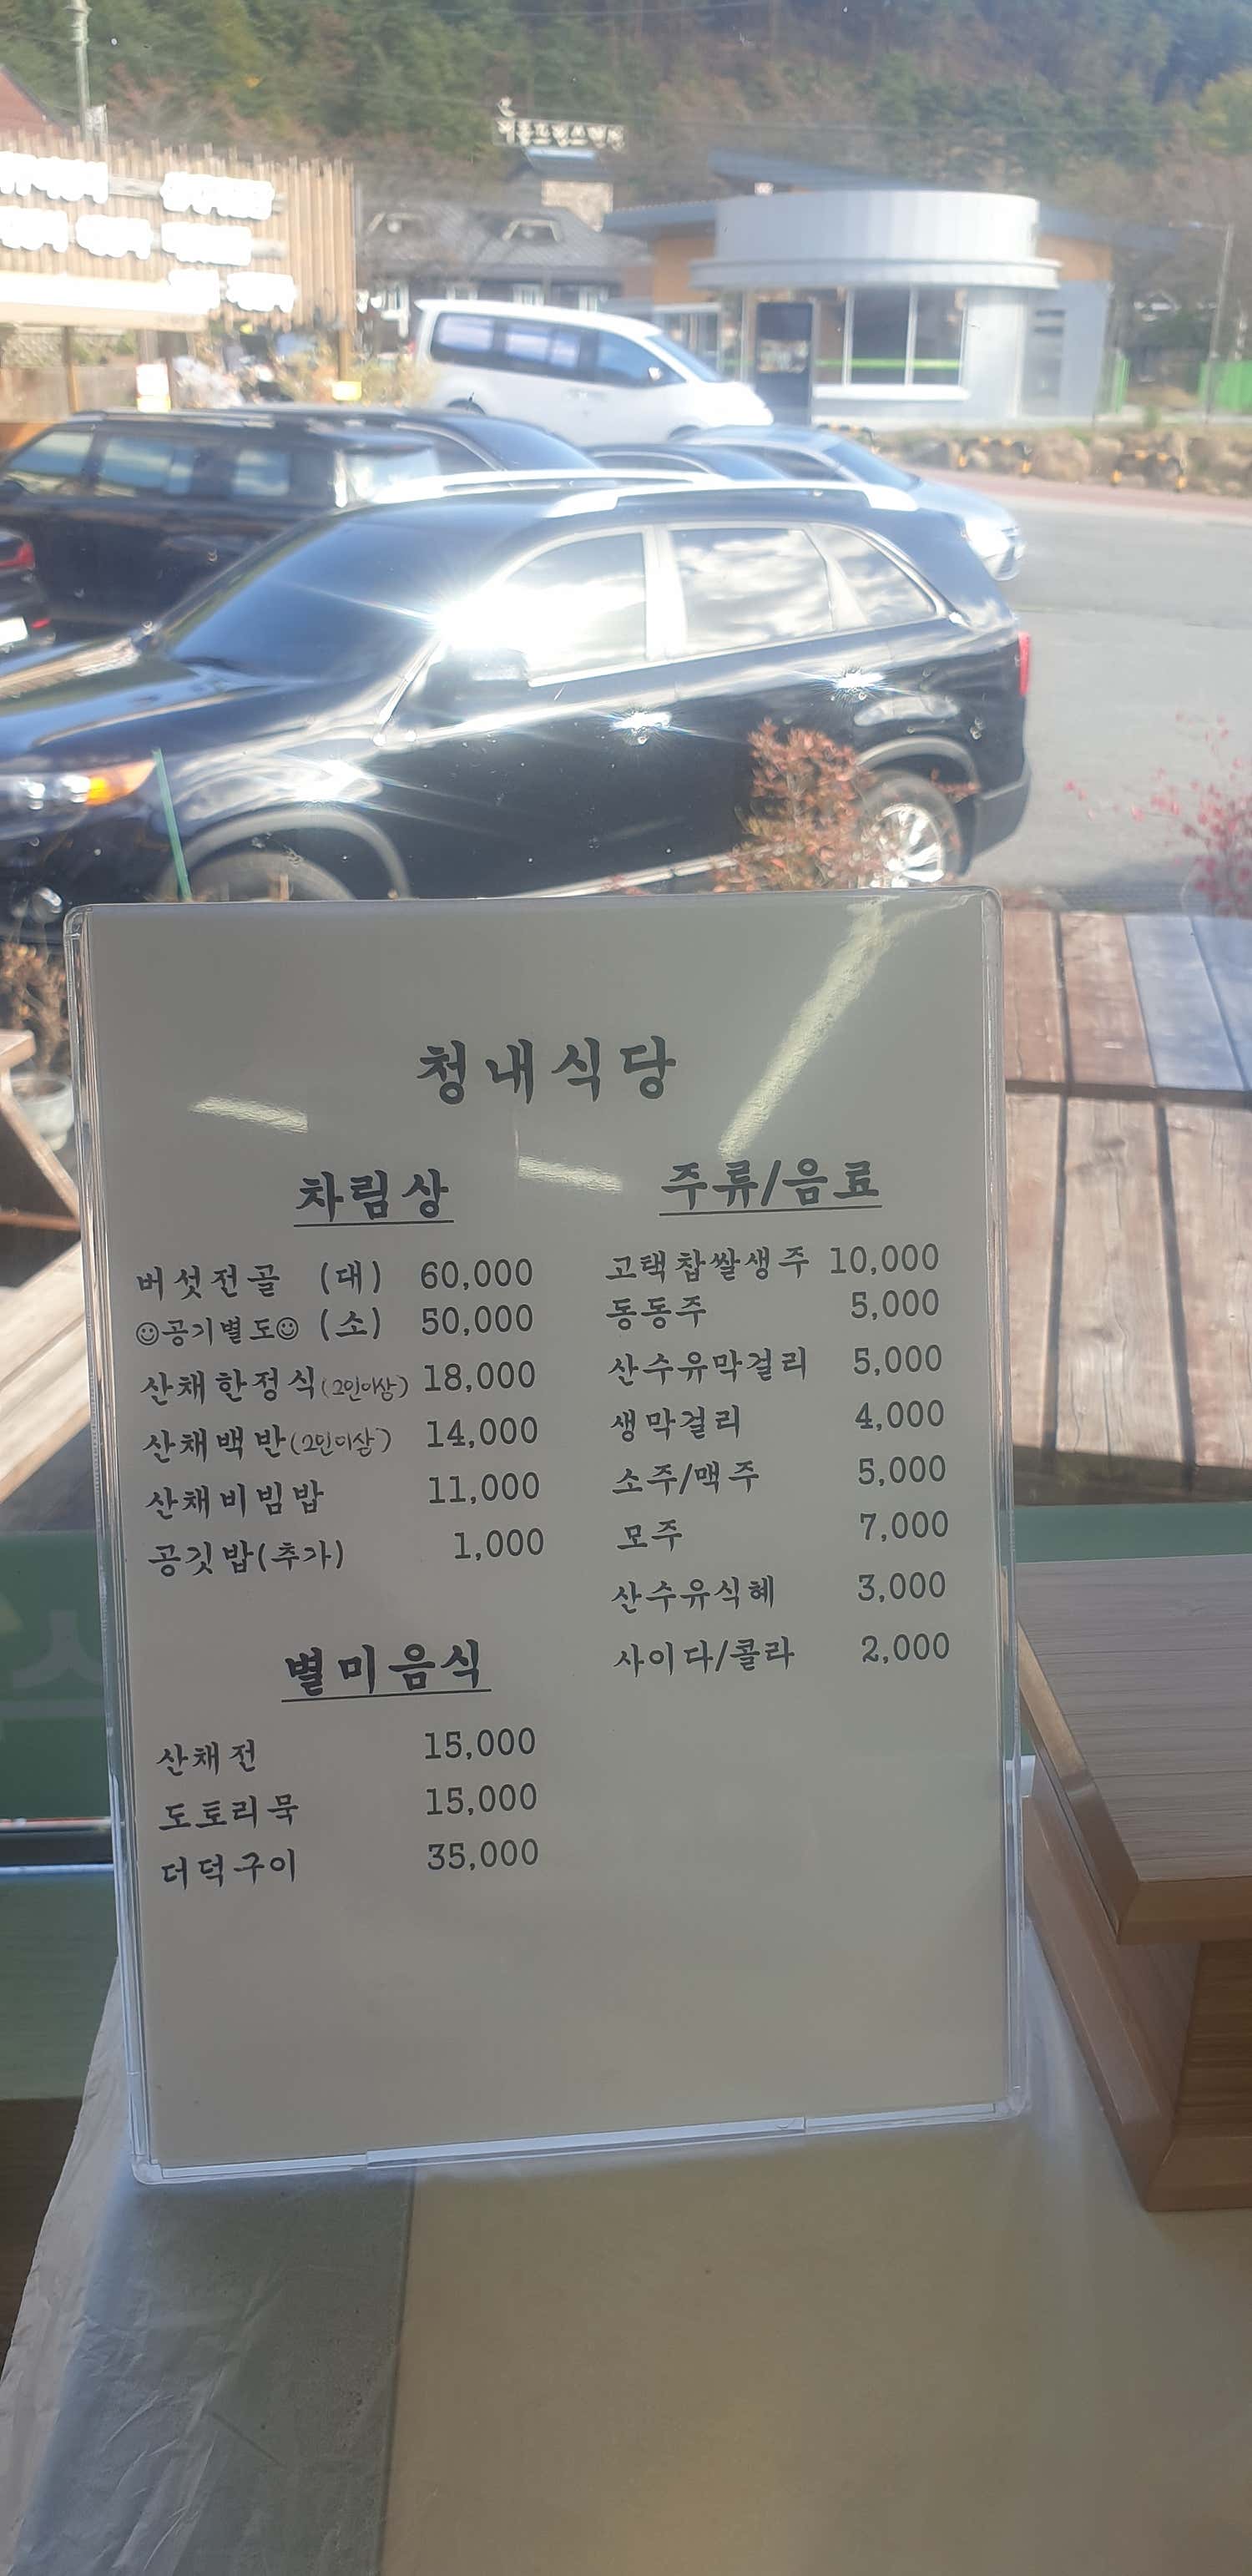 청내식당
차림상
버섯전골 (대) 60,000
☺공기별도☺ (소) 50,000
산채한정식(2인이상) 18,000
산채백반(2인이상) 14,000
산채비빔밥 11,000
공깃밥(추가) 1,000
별미음식
산채전 15,000
도토리묵 15,000
더덕구이 35,000
주류/음료
고택찹쌀생주 10,000
동동주 5,000
산수유막걸리 5,000
생막걸리 4,000
소주/맥주 5,000
모주 7,000
산수유식혜 3,000
사이다/콜라 2,000